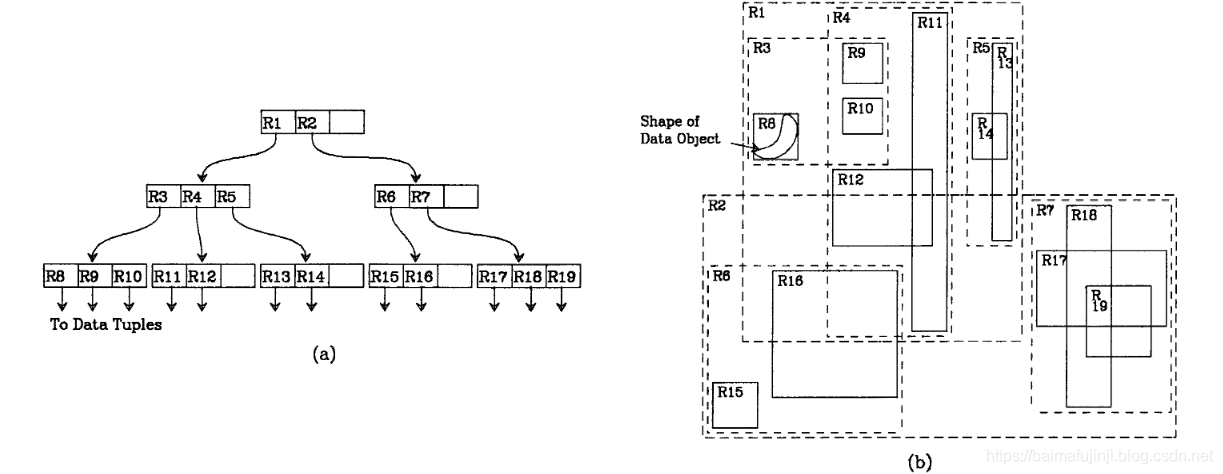 R1 R2
R3 R4 R5
R6 R7
R8 R9 R10
R11 R12
R13 R14
R15 R16
R17 R18 R19
To Data Tuples
(a)
R1
R4
R11
R3
R9
R5
R
13
R10
Shape of
Data Object
R8
R
14
R12
R2
R7
R18
R17
R6
R16
R
19
R15
(b)
https://baimafujinji.blog.csdn.net